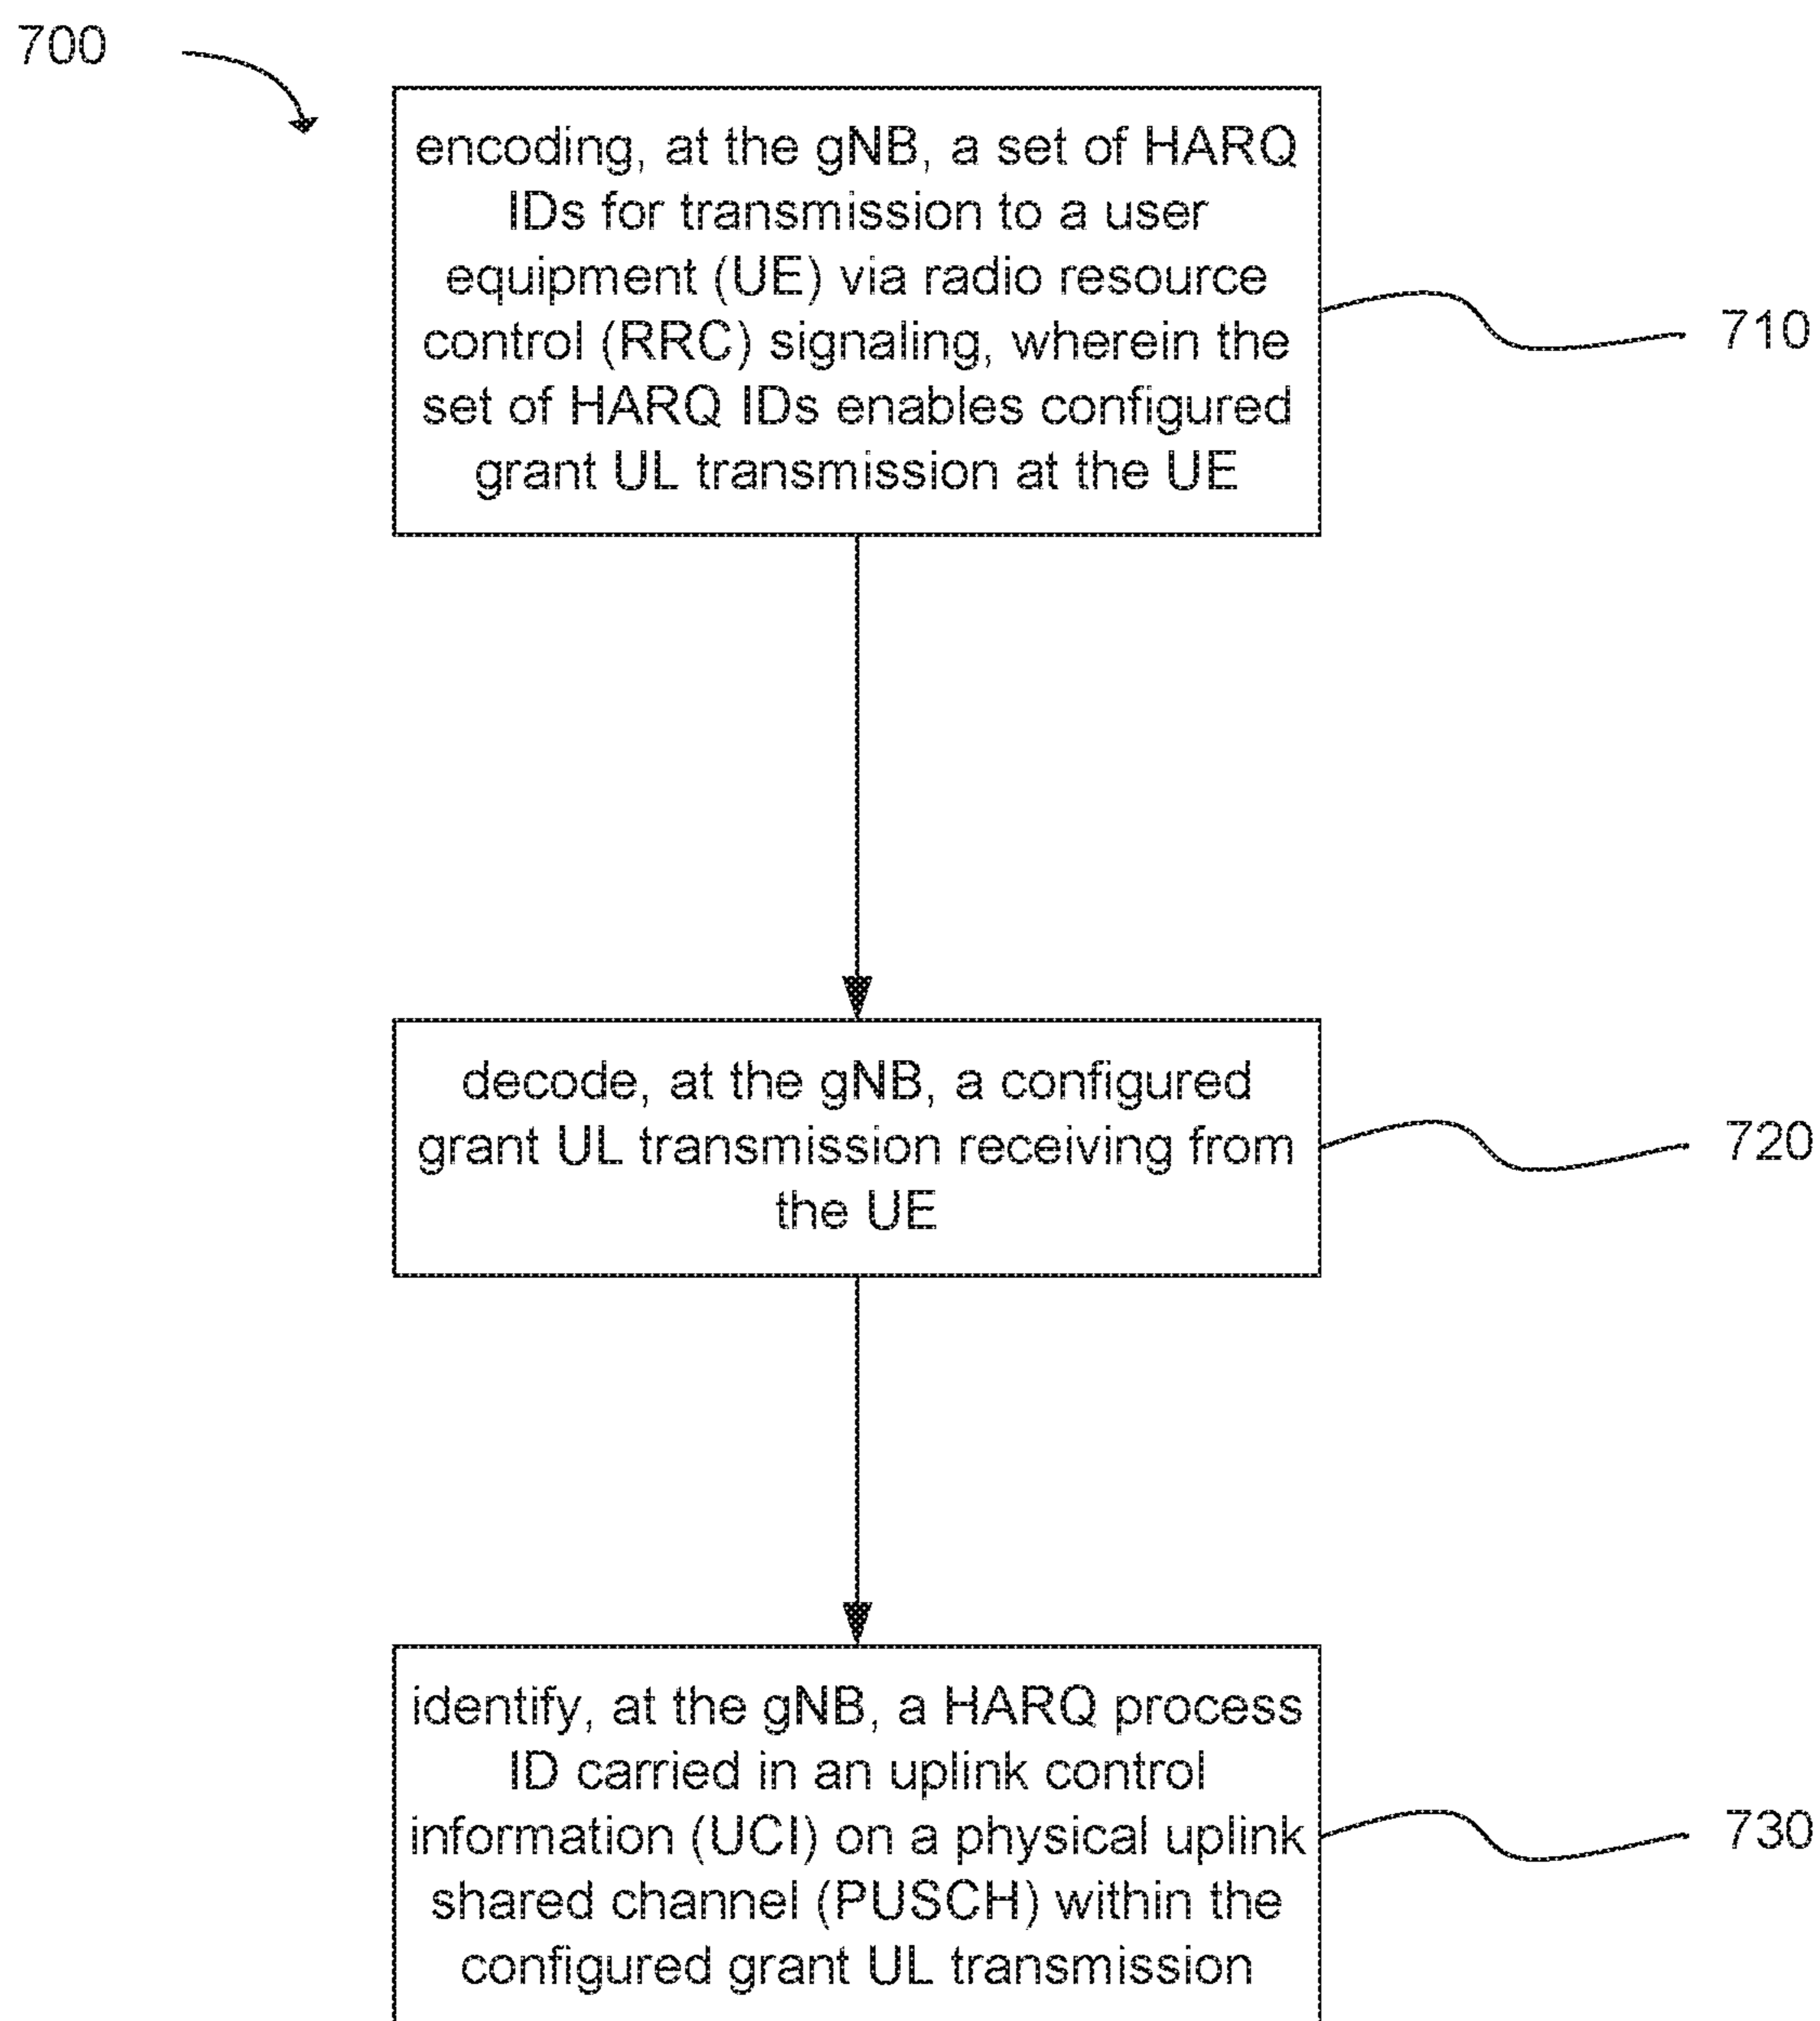 700
encoding, at the gNB, a set of HARQ
IDs for transmission to a user
equipment (UE) via radio resource
control (RRC) signaling, wherein the
set of HARQ IDs enables configured
grant UL transmission at the UE
710
decode, at the gNB, a configured
grant UL transmission receiving from
the UE
720
identify, at the gNB, a HARQ process
ID carried in an uplink control
information (UCI) on a physical uplink
shared channel (PUSCH) within the
configured grant UL transmission
730